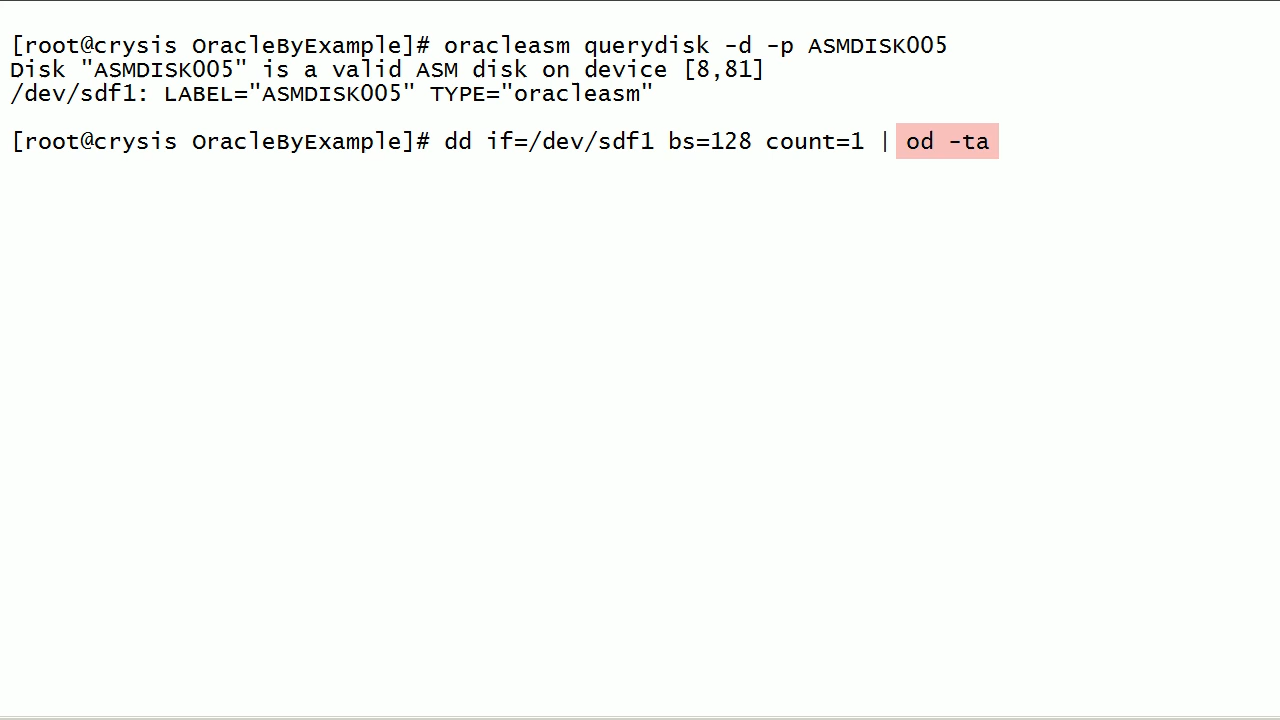 [root@crysis OracleByExample]# oracleasm querydisk -d -p ASMDISK005
Disk "ASMDISK005" is a valid ASM disk on device [8,81]
/dev/sdf1: LABEL="ASMDISK005" TYPE="oracleasm"
[root@crysis OracleByExample]# dd if=/dev/sdf1 bs=128 count=1 | od -ta